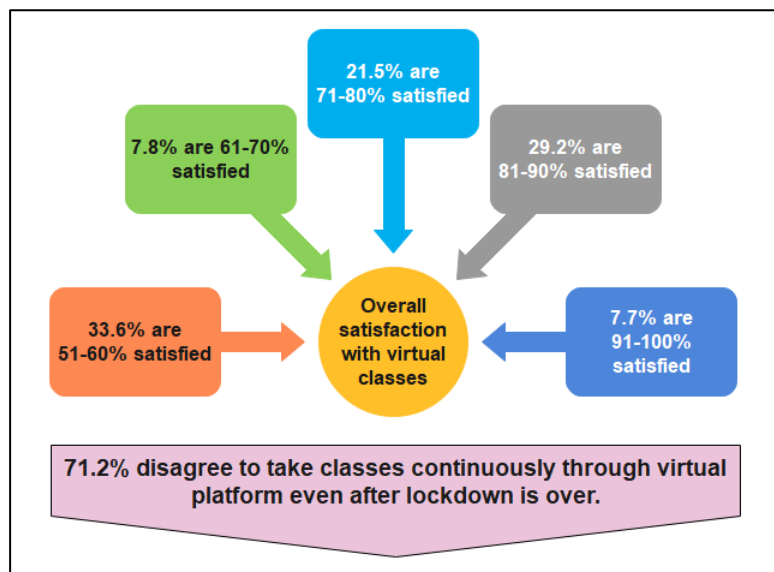 21.5% are
71-80% satisfied
7.8% are 61-70%
satisfied
29.2% are
81-90% satisfied
33.6% are
51-60% satisfied
Overall
satisfaction
with virtual
classes
7.7% are
91-100%
satisfied
71.2% disagree to take classes continuously through virtual
platform even after lockdown is over.